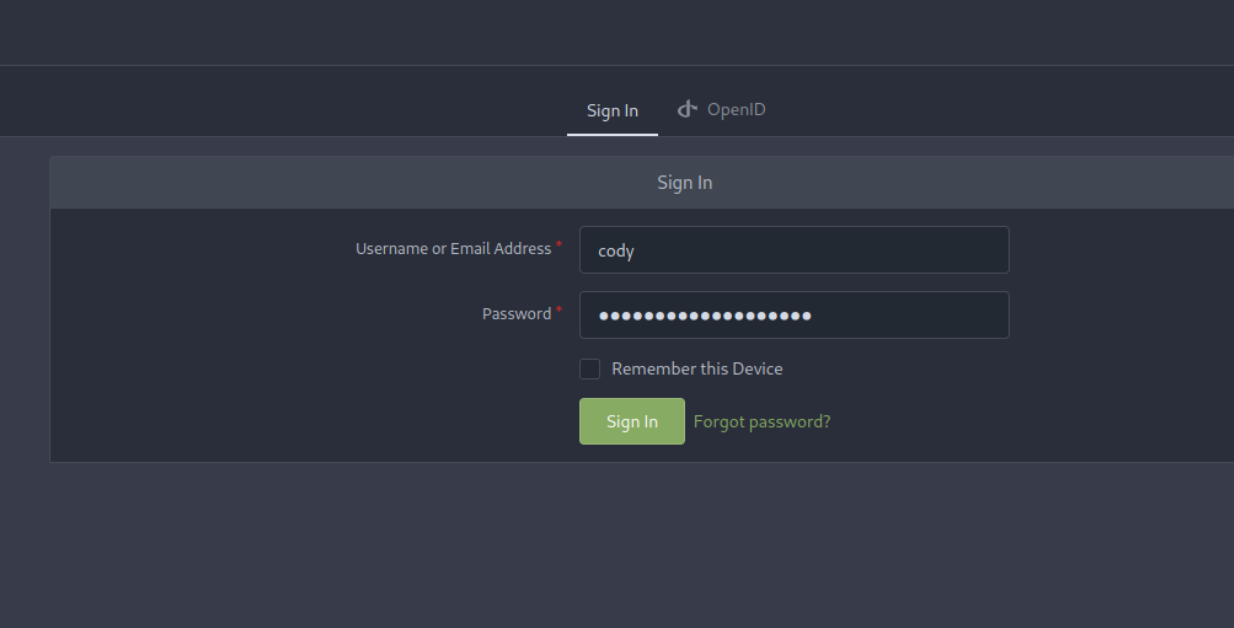 Sign In OpenID
Sign In
Username or Email Address *
cody
Password *
●●●●●●●●●●●●●●●●●●●
Remember this Device
Sign In Forgot password?